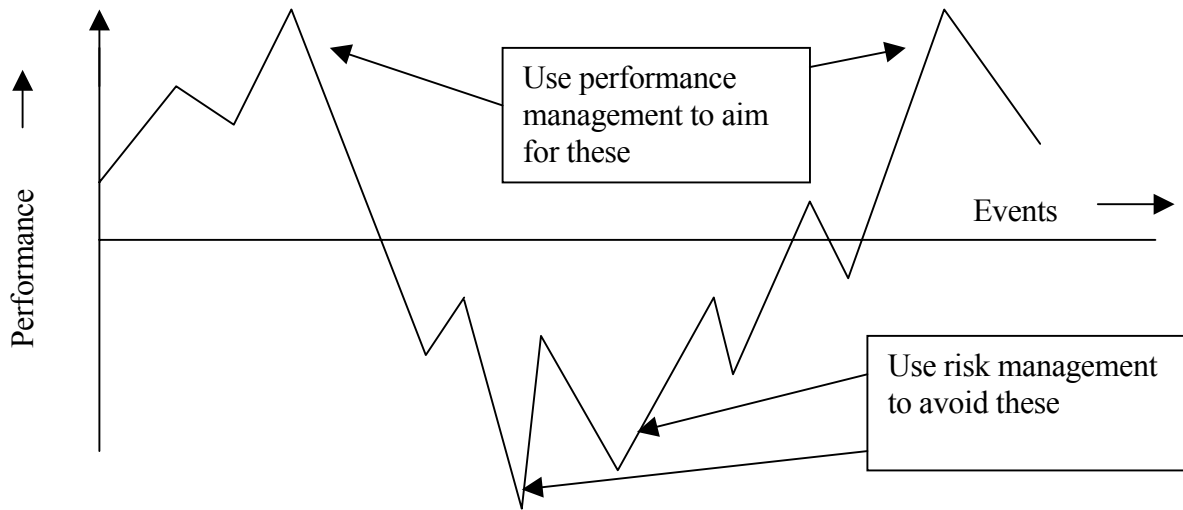 Use performance
management to aim
for these
Events
Performance
Use risk management
to avoid these